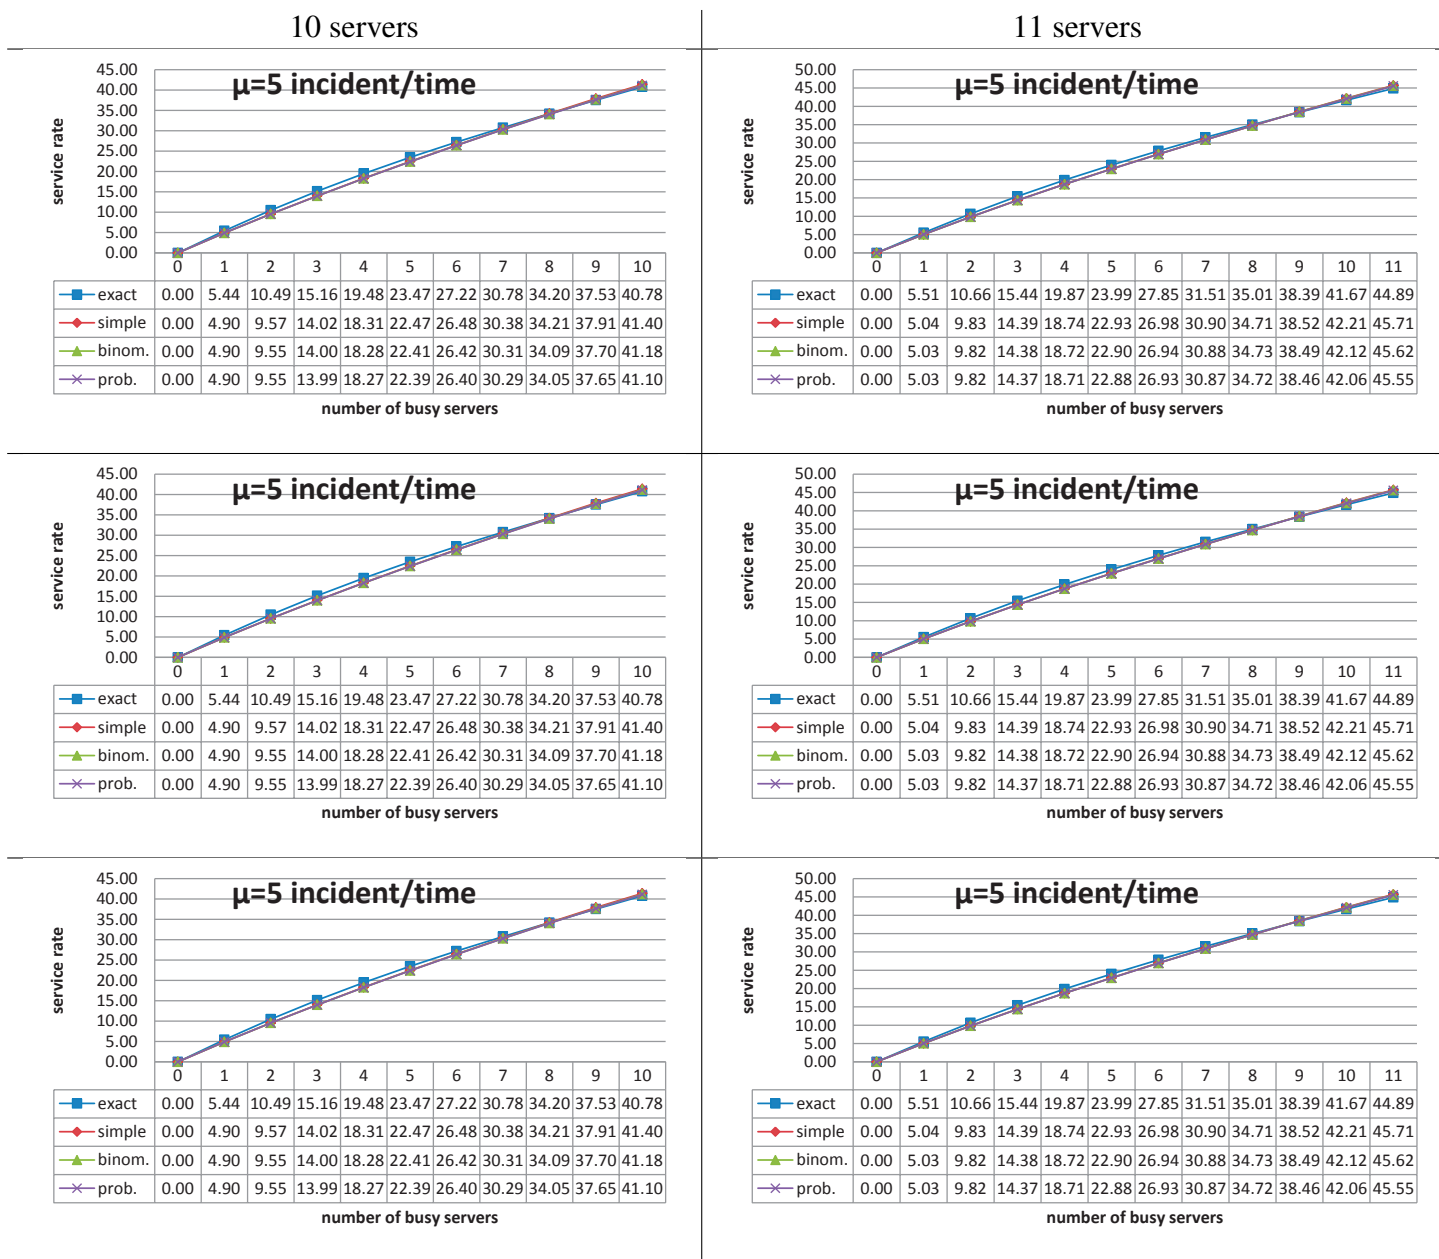 10 servers
11 servers
µ=5 incident/time
45.00
40.00
35.00
30.00
25.00
20.00
15.00
10.00
5.00
0.00
service rate
0 1 2 3 4 5 6 7 8 9 10
exact 0.00 5.44 10.49 15.16 19.48 23.47 27.22 30.78 34.20 37.53 40.78
simple 0.00 4.90 9.57 14.02 18.31 22.47 26.48 30.38 34.21 37.91 41.40
binom. 0.00 4.90 9.55 14.00 18.28 22.41 26.42 30.31 34.09 37.70 41.18
prob. 0.00 4.90 9.55 13.99 18.27 22.39 26.40 30.29 34.05 37.65 41.10
number of busy servers
µ=5 incident/time
50.00
45.00
40.00
35.00
30.00
25.00
20.00
15.00
10.00
5.00
0.00
service rate
0 1 2 3 4 5 6 7 8 9 10 11
exact 0.00 5.51 10.66 15.44 19.87 23.99 27.85 31.51 35.01 38.39 41.67 44.89
simple 0.00 5.04 9.83 14.39 18.74 22.93 26.98 30.90 34.71 38.52 42.21 45.71
binom. 0.00 5.03 9.82 14.38 18.72 22.90 26.94 30.88 34.73 38.49 42.12 45.62
prob. 0.00 5.03 9.82 14.37 18.71 22.88 26.93 30.87 34.72 38.46 42.06 45.55
number of busy servers
µ=5 incident/time
45.00
40.00
35.00
30.00
25.00
20.00
15.00
10.00
5.00
0.00
service rate
0 1 2 3 4 5 6 7 8 9 10
exact 0.00 5.44 10.49 15.16 19.48 23.47 27.22 30.78 34.20 37.53 40.78
simple 0.00 4.90 9.57 14.02 18.31 22.47 26.48 30.38 34.21 37.91 41.40
binom. 0.00 4.90 9.55 14.00 18.28 22.41 26.42 30.31 34.09 37.70 41.18
prob. 0.00 4.90 9.55 13.99 18.27 22.39 26.40 30.29 34.05 37.65 41.10
number of busy servers
µ=5 incident/time
50.00
45.00
40.00
35.00
30.00
25.00
20.00
15.00
10.00
5.00
0.00
service rate
0 1 2 3 4 5 6 7 8 9 10 11
exact 0.00 5.51 10.66 15.44 19.87 23.99 27.85 31.51 35.01 38.39 41.67 44.89
simple 0.00 5.04 9.83 14.39 18.74 22.93 26.98 30.90 34.71 38.52 42.21 45.71
binom. 0.00 5.03 9.82 14.38 18.72 22.90 26.94 30.88 34.73 38.49 42.12 45.62
prob. 0.00 5.03 9.82 14.37 18.71 22.88 26.93 30.87 34.72 38.46 42.06 45.55
number of busy servers
µ=5 incident/time
45.00
40.00
35.00
30.00
25.00
20.00
15.00
10.00
5.00
0.00
service rate
0 1 2 3 4 5 6 7 8 9 10
exact 0.00 5.44 10.49 15.16 19.48 23.47 27.22 30.78 34.20 37.53 40.78
simple 0.00 4.90 9.57 14.02 18.31 22.47 26.48 30.38 34.21 37.91 41.40
binom. 0.00 4.90 9.55 14.00 18.28 22.41 26.42 30.31 34.09 37.70 41.18
prob. 0.00 4.90 9.55 13.99 18.27 22.39 26.40 30.29 34.05 37.65 41.10
number of busy servers
µ=5 incident/time
50.00
45.00
40.00
35.00
30.00
25.00
20.00
15.00
10.00
5.00
0.00
service rate
0 1 2 3 4 5 6 7 8 9 10 11
exact 0.00 5.51 10.66 15.44 19.87 23.99 27.85 31.51 35.01 38.39 41.67 44.89
simple 0.00 5.04 9.83 14.39 18.74 22.93 26.98 30.90 34.71 38.52 42.21 45.71
binom. 0.00 5.03 9.82 14.38 18.72 22.90 26.94 30.88 34.73 38.49 42.12 45.62
prob. 0.00 5.03 9.82 14.37 18.71 22.88 26.93 30.87 34.72 38.46 42.06 45.55
number of busy servers